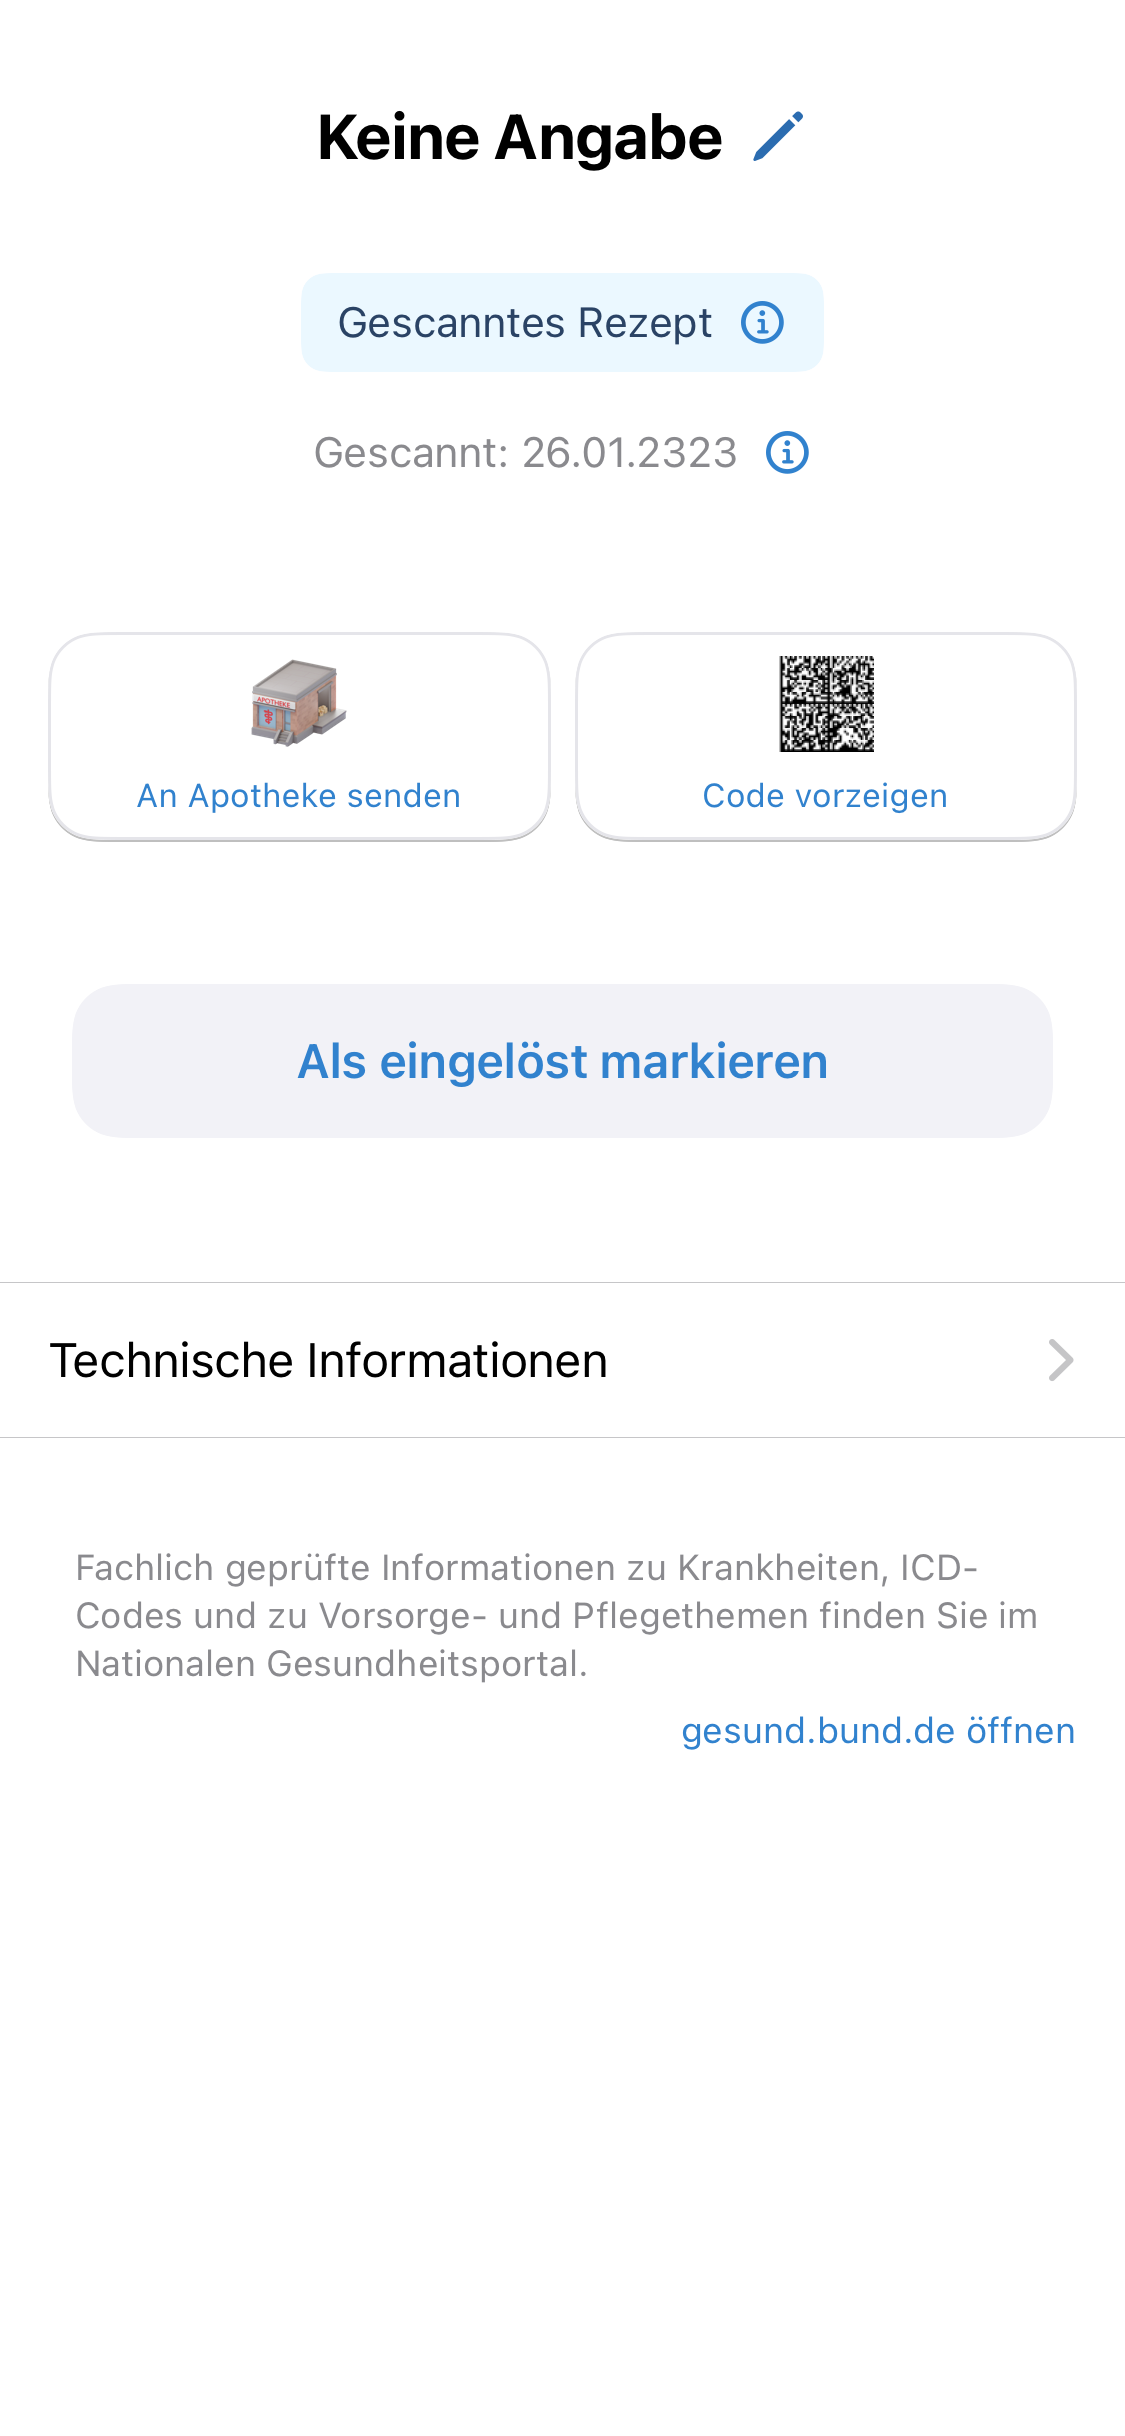 Keine Angabe
Gescanntes Rezept
Gescannt: 26.01.2323
APOTHEKE
An Apotheke senden
Code vorzeigen
Als eingelöst markieren
Technische Informationen
Fachlich geprüfte Informationen zu Krankheiten, ICD-
Codes und zu Vorsorge- und Pflegethemen finden Sie im
Nationalen Gesundheitsportal.
gesund.bund.de öffnen